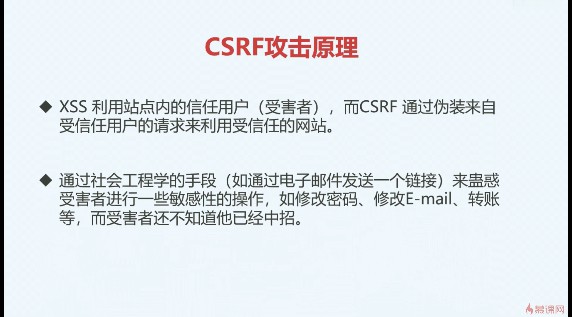 CSRF攻击原理
◆ XSS 利用站点内的信任用户（受害者），而CSRF 通过伪装来自
受信任用户的请求来利用受信任的网站。
◆ 通过社会工程学的手段（如通过电子邮件发送一个链接）来蛊惑
受害者进行一些敏感性的操作，如修改密码、修改E-mail、转账
等，而受害者还不知道他已经中招。
慕课网